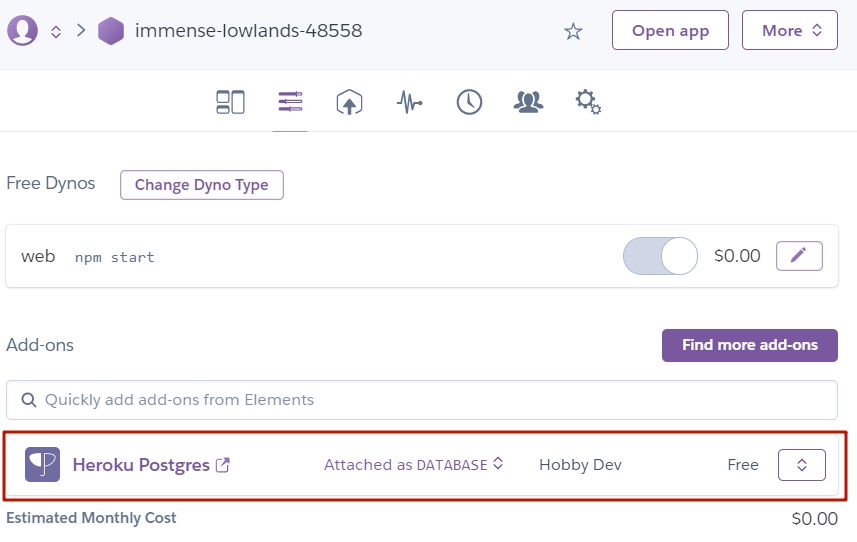 immense-lowlands-48558
Open app
More
Free Dynos
Change Dyno Type
web npm start $0.00
Add-ons
Find more add-ons
Quickly add add-ons from Elements
Heroku Postgres Attached as DATABASE Hobby Dev Free
Estimated Monthly Cost $0.00